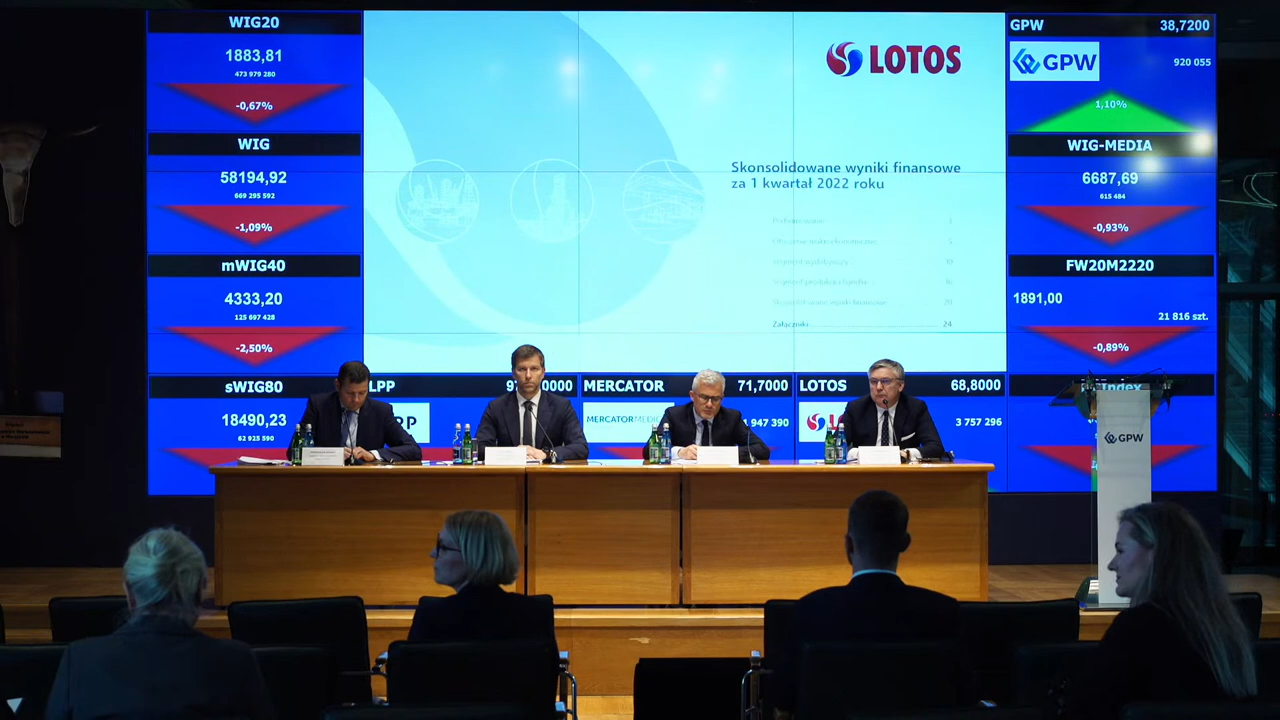 WIG20
1883,81
473 979 280
-0,67%
WIG
58194,92
669 295 592
-1,09%
mWIG40
4333,20
125 697 428
-2,50%
sWIG80
18490,23
62 925 590
LOTOS
Skonsolidowane wyniki finansowe
za 1 kwartał 2022 roku
Załączniki 24
GPW 38,7200
GPW 920 055
1,10%
WIG-MEDIA
6687,69
615 484
-0,93%
FW20M2220
1891,00
21 816 szt.
-0,89%
LPP
MERCATOR 71,7000
MERCATOR
947 390
LOTOS 68,8000
3 757 296
GPW